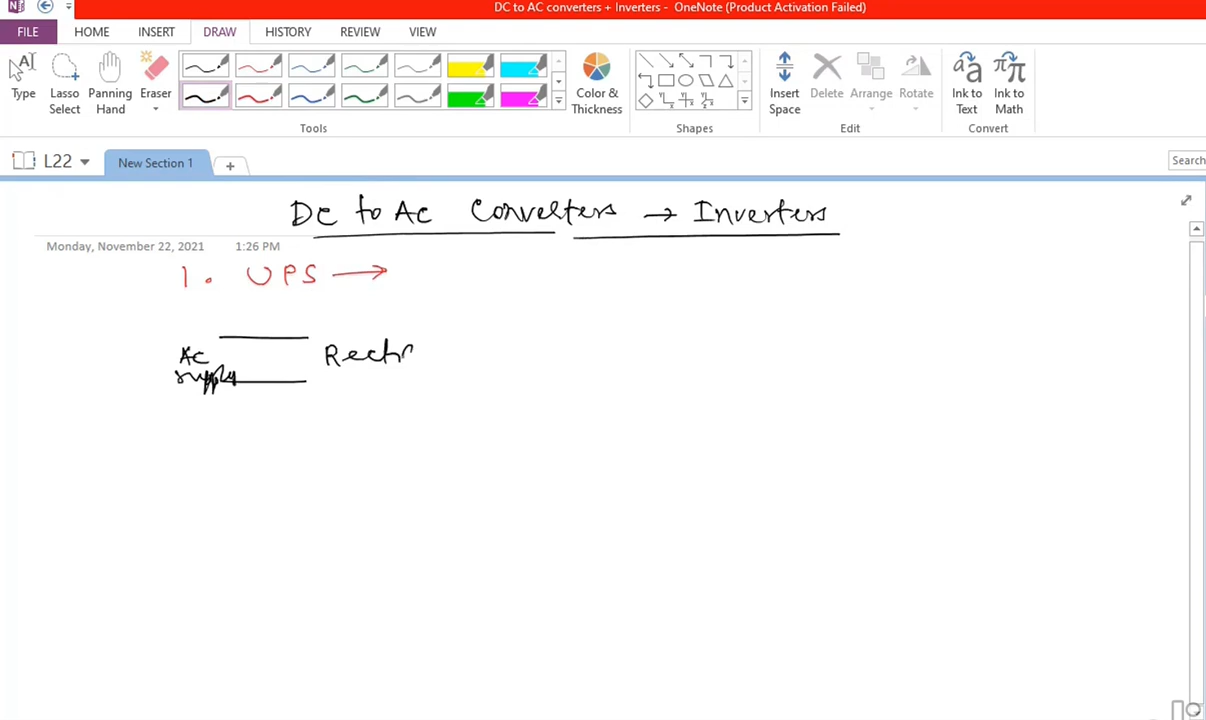 DC to AC converters + Inverters - OneNote (Product Activation Failed)
FILE HOME INSERT DRAW HISTORY REVIEW VIEW
Type Lasso Select Panning Hand Eraser Color & Thickness Insert Space Delete Arrange Rotate Ink to Text Ink to Math
Tools Shapes Edit Convert
L22 New Section 1 + Search
DC to AC Converters → Inverters
Monday, November 22, 2021 1:26 PM
1. UPS →
AC Rect
supply